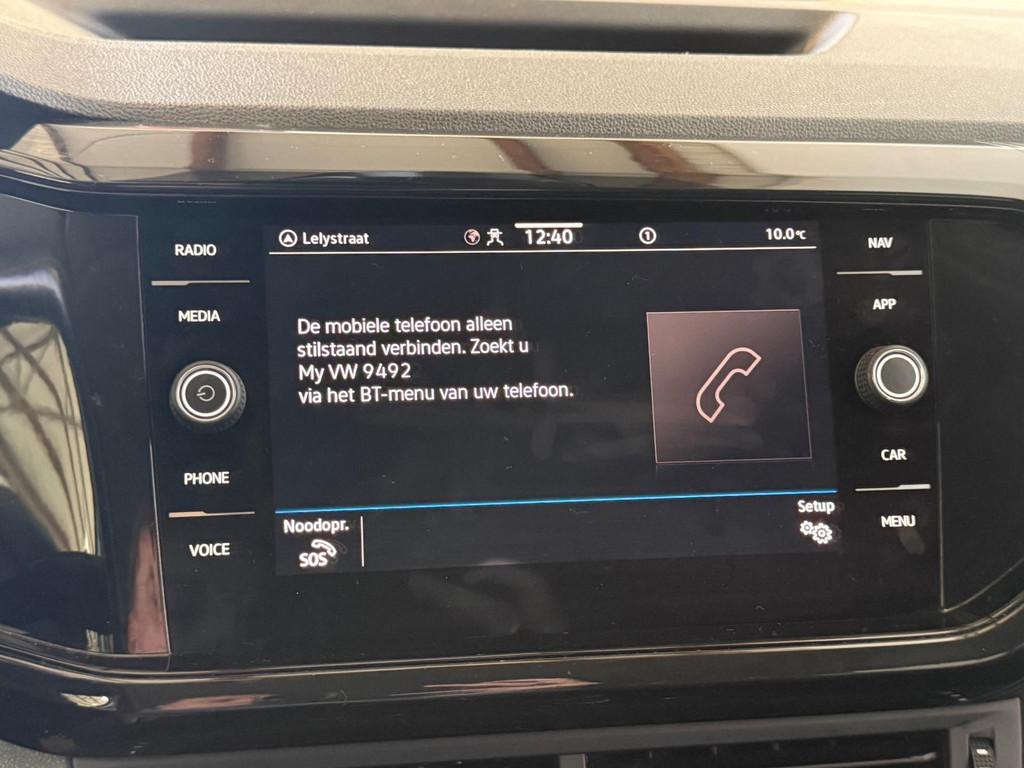 RADIO
MEDIA
PHONE
VOICE
Lelystraat
12:40
1
10.0°C
De mobiele telefoon alleen
stilstaand verbinden. Zoekt u
My VW 9492
via het BT-menu van uw telefoon.
Noodopr.
SOS
Setup
NAV
APP
CAR
MENU